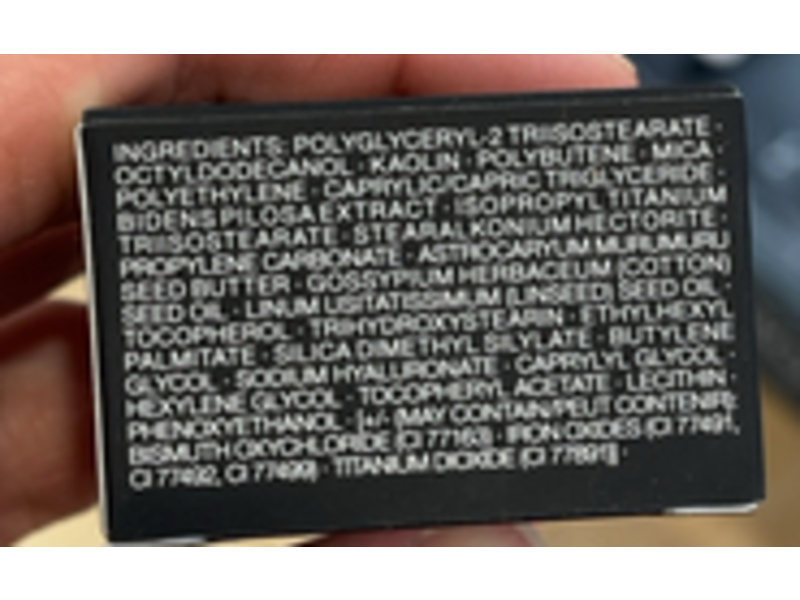 INGREDIENTS: POLYGLYCERYL-2 TRIISOSTEARATE ·
OCTYLDODECANOL · KAOLIN · POLYBUTENE · MICA ·
POLYETHYLENE · CAPRYLIC/CAPRIC TRIGLYCERIDE ·
BIDENS PILOSA EXTRACT · ISOPROPYL TITANIUM
TRIISOSTEARATE · STEARALKONIUM HECTORITE ·
PROPYLENE CARBONATE · ASTROCARYUM MURUMURU
SEED BUTTER · GOSSYPIUM HERBACEUM (COTTON)
SEED OIL · LINUM USITATISSIMUM (LINSEED) SEED OIL ·
TOCOPHEROL · TRIHYDROXYSTEARIN · ETHYLHEXYL
PALMITATE · SILICA DIMETHYL SILYLATE · BUTYLENE
GLYCOL · SODIUM HYALURONATE · CAPRYLYL GLYCOL ·
HEXYLENE GLYCOL · TOCOPHERYL ACETATE · LECITHIN ·
PHENOXYETHANOL · [+/- (MAY CONTAIN/PEUT CONTENIR):
BISMUTH OXYCHLORIDE (CI 77163) · IRON OXIDES (CI 77491,
CI 77492, CI 77499) · TITANIUM DIOXIDE (CI 77891)] ·